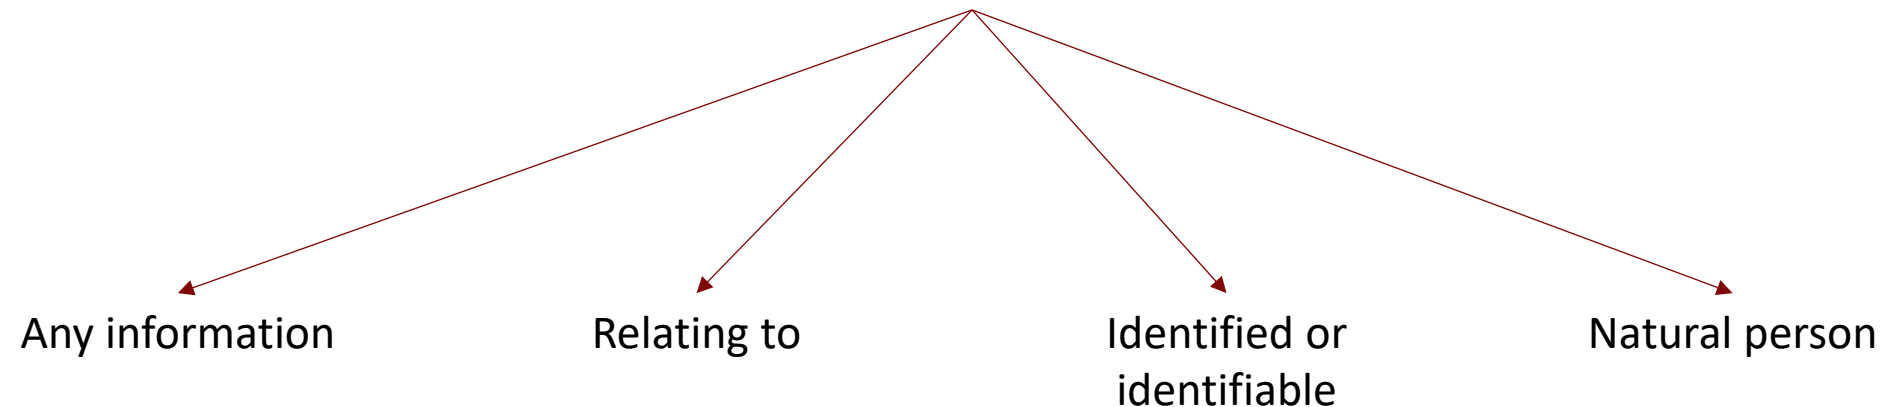 Any information
Relating to
Identified or
identifiable
Natural person